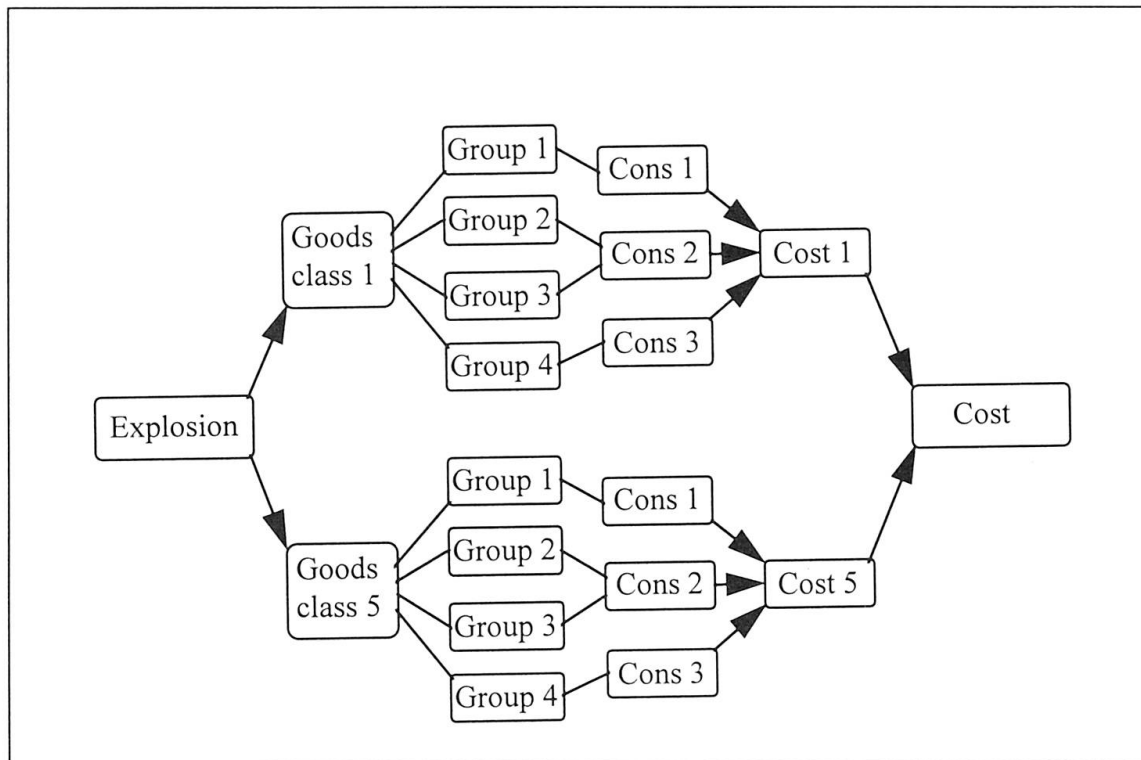 Group 1
Cons 1
Group 2
Goods
class 1
Cons 2
Cost 1
Group 3
Cons 3
Group 4
Explosion
Cost
Group 1
Cons 1
Group 2
Goods
class 5
Cons 2
Cost 5
Group 3
Cons 3
Group 4